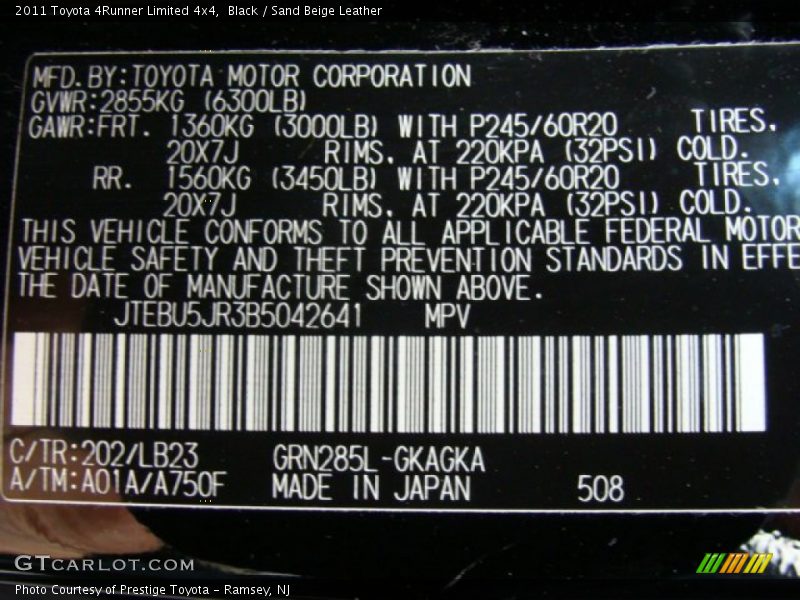 2011 Toyota 4Runner Limited 4x4,  Black / Sand Beige Leather
MFD. BY: TOYOTA MOTOR CORPORATION
GVWR: 2855KG (6300LB)
GAWR: FRT. 1360KG (3000LB) WITH P245/60R20 TIRES,
20X7J RIMS, AT 220KPA (32PSI) COLD.
RR. 1560KG (3450LB) WITH P245/60R20 TIRES,
20X7J RIMS, AT 220KPA (32PSI) COLD.
THIS VEHICLE CONFORMS TO ALL APPLICABLE FEDERAL MOTOR
VEHICLE SAFETY AND THEFT PREVENTION STANDARDS IN EFFE
THE DATE OF MANUFACTURE SHOWN ABOVE.
JTEBU5JR3B5042641 MPV
C/TR: 202/LB23 GRN285L-GKAGKA
A/TM: A01A/A750F MADE IN JAPAN 508
GTCARLOT.COM
Photo Courtesy of Prestige Toyota - Ramsey, NJ